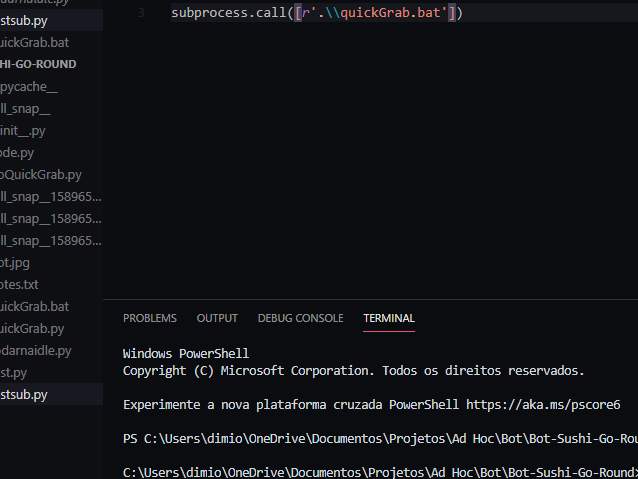 stsub.py
uickGrab.bat
HI-GO-ROUND
pycache__
ll_snap__
init__.py
ode.py
oQuickGrab.py
ll_snap__158965...
ll_snap__158965...
ll_snap__158965...
ot.jpg
otes.txt
uickGrab.bat
uickGrab.py
odarnaidle.py
st.py
stsub.py
3 subprocess.call([r'.\\quickGrab.bat'])
PROBLEMS OUTPUT DEBUG CONSOLE TERMINAL
Windows PowerShell
Copyright (C) Microsoft Corporation. Todos os direitos reservados.
Experimente a nova plataforma cruzada PowerShell https://aka.ms/pscore6
PS C:\Users\dimio\OneDrive\Documentos\Projetos\Ad Hoc\Bot\Bot-Sushi-Go-Rou
C:\Users\dimio\OneDrive\Documentos\Projetos\Ad Hoc\Bot\Bot-Sushi-Go-Round>